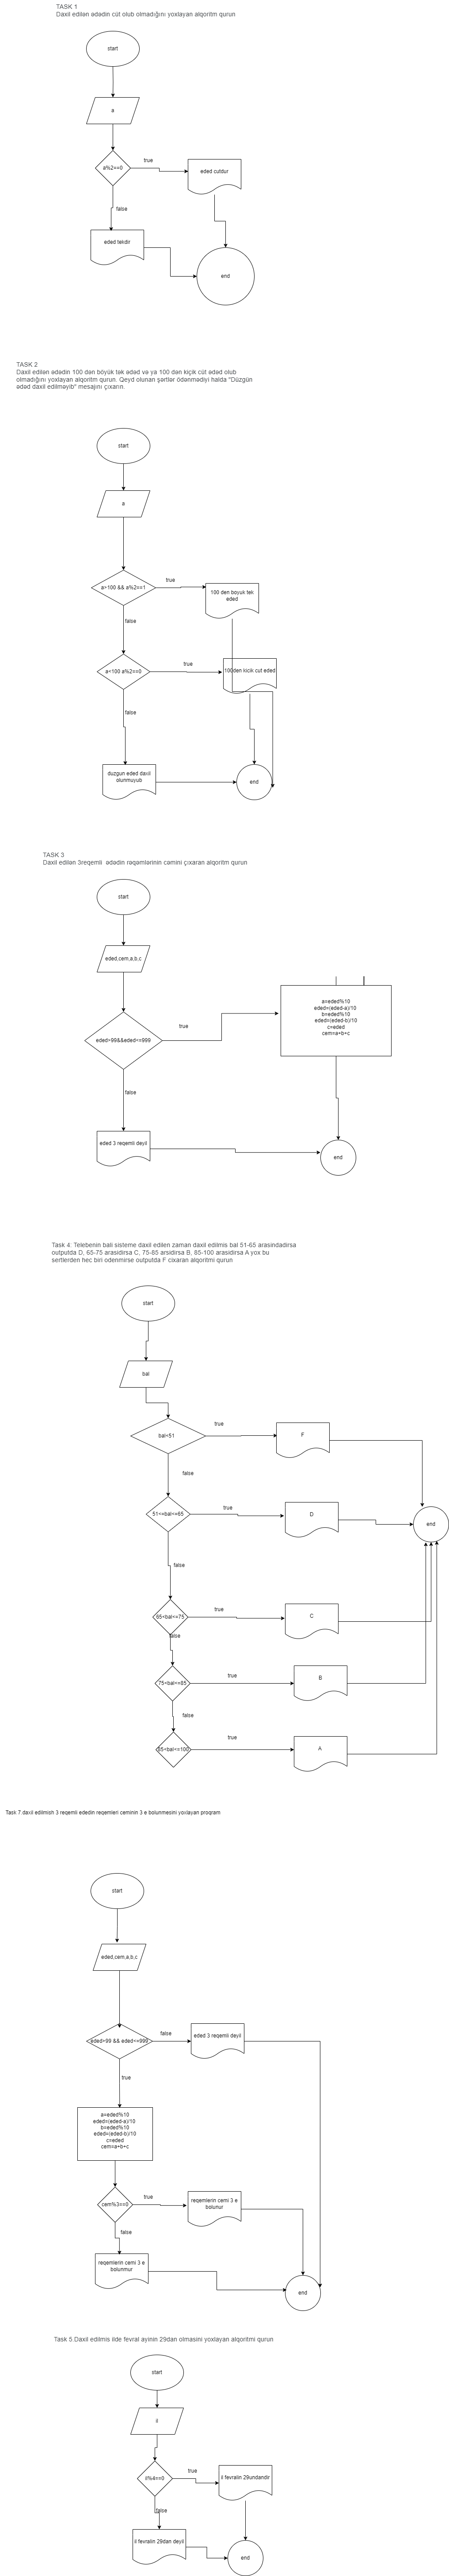 TASK 1
Daxil edilən ədədin cüt olub olmadığını yoxlayan alqoritm qurun
start
a
a%2==0
true
eded cutdur
false
eded tekdir
end
TASK 2
Daxil edilən ədədin 100 dən böyük tək ədəd və ya 100 dən kiçik cüt ədəd olub
olmadığını yoxlayan alqoritm qurun. Qeyd olunan şərtlər ödənmədiyi halda "Düzgün
ədəd daxil edilməyib" mesajını çıxarın.
start
a
a>100 && a%2==1
true
100 den boyuk tek
eded
false
a<100 a%2==0
true
100den kicik cut eded
false
duzgun eded daxil
olunmuyub
end
TASK 3
Daxil edilən 3reqemli  ədədin rəqəmlərinin cəmini çıxaran alqoritm qurun
start
eded,cem,a,b,c
eded>99&&eded<=999
true
a=eded%10
eded=(eded-a)/10
b=eded%10
eded=(eded-b)/10
c=eded
cem=a+b+c
false
eded 3 reqemli deyil
end
Task 4: Telebenin bali sisteme daxil edilen zaman daxil edilmis bal 51-65 arasindadirsa
outputda D, 65-75 arasidirsa C, 75-85 arsidirsa B, 85-100 arasidirsa A yox bu
sertlerden hec biri odenmirse outputda F cixaran alqoritmi qurun
start
bal
bal<51
true
F
false
51<=bal<=65
true
D
end
false
65<bal<=75
true
C
false
75<bal<=85
true
B
false
85<bal<=100
true
A
Task 7.daxil edilmish 3 reqemli ededin reqemleri ceminin 3 e bolunmesini yoxlayan proqram
start
eded,cem,a,b,c
eded>99 && eded<=999
false
eded 3 reqemli deyil
true
a=eded%10
eded=(eded-a)/10
b=eded%10
eded=(eded-b)/10
c=eded
cem=a+b+c
cem%3==0
true
reqemlerin cemi 3 e
bolunur
false
reqemlerin cemi 3 e
bolunmur
end
Task 5.Daxil edilmis ilde fevral ayinin 29dan olmasini yoxlayan alqoritmi qurun
start
il
il%4==0
true
il fevralin 29undandir
false
il fevralin 29dan deyil
end